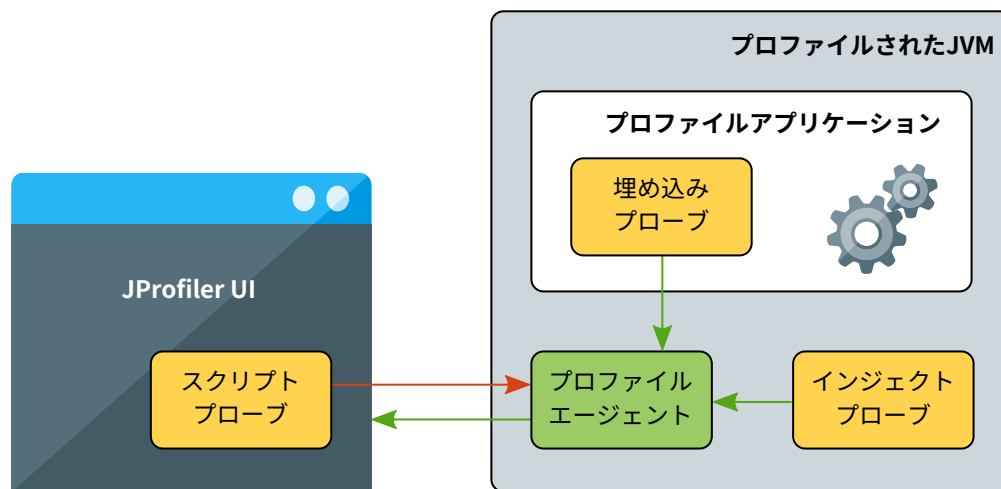 プロファイルされたJVM
プロファイルアプリケーション
埋め込み
プローブ
JProfiler UI
スクリプト
プローブ
プロファイル
エージェント
インジェクト
プローブ